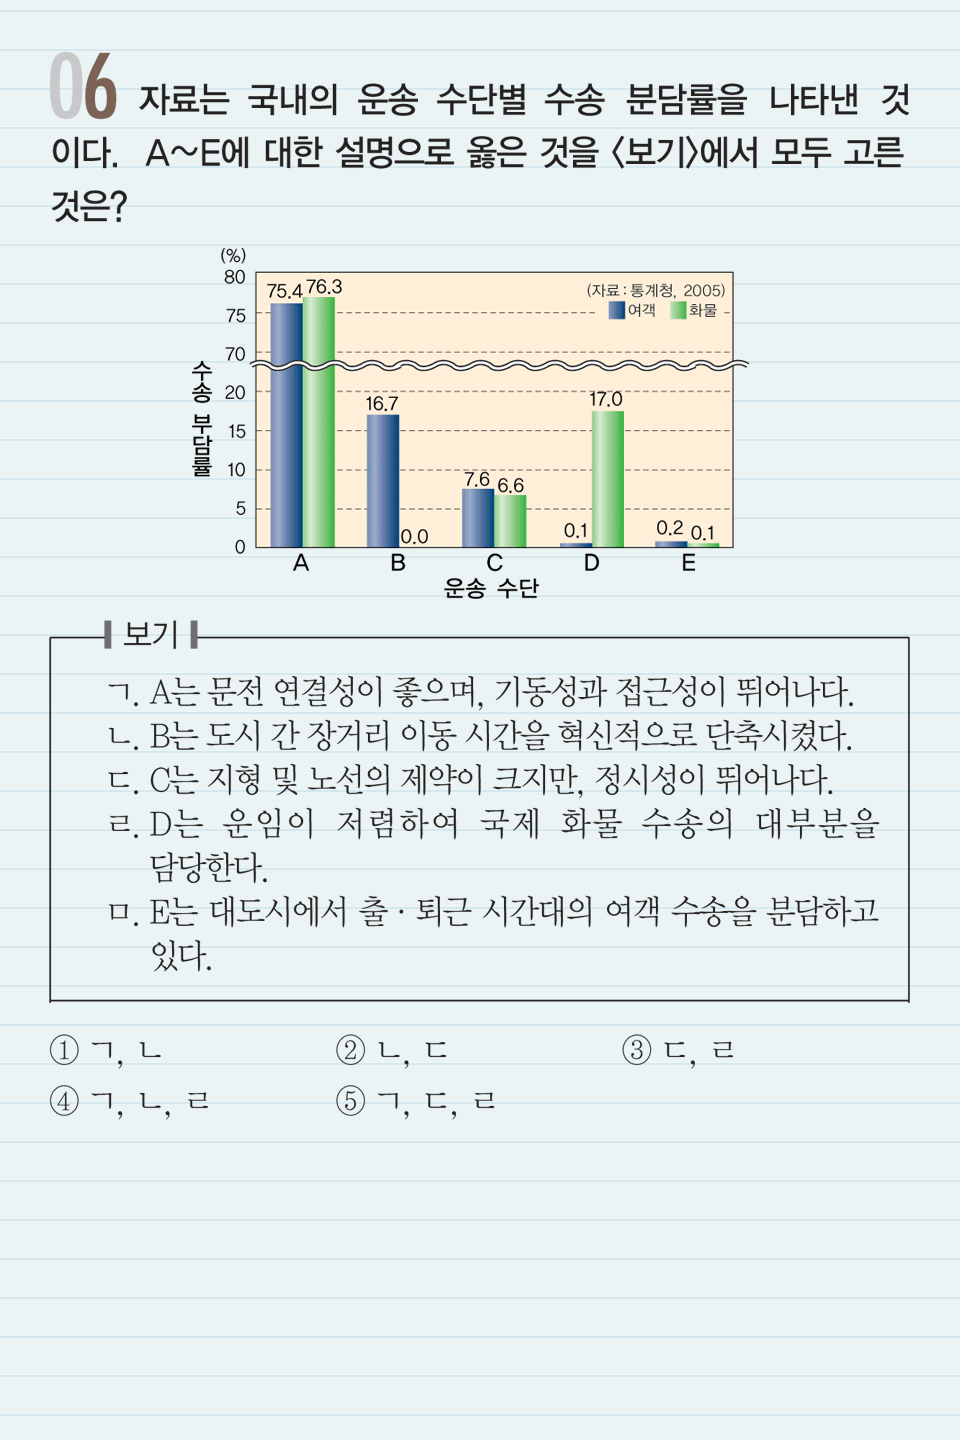 06 자료는 국내의 운송 수단별 수송 분담률을 나타낸 것
이다. A~E에 대한 설명으로 옳은 것을 <보기>에서 모두 고른
것은?
(%)
80
75
70
20
15
10
5
0
수송 부담률
(자료 : 통계청, 2005)
여객 화물
75.4 76.3
16.7 0.0
7.6 6.6
0.1 17.0
0.2 0.1
A B C D E
운송 수단
보기
ㄱ. A는 문전 연결성이 좋으며, 기동성과 접근성이 뛰어나다.
ㄴ. B는 도시 간 장거리 이동 시간을 혁신적으로 단축시켰다.
ㄷ. C는 지형 및 노선의 제약이 크지만, 정시성이 뛰어나다.
ㄹ. D는 운임이 저렴하여 국제 화물 수송의 대부분을
담당한다.
ㅁ. E는 대도시에서 출·퇴근 시간대의 여객 수송을 분담하고
있다.
① ㄱ, ㄴ ② ㄴ, ㄷ ③ ㄷ, ㄹ
④ ㄱ, ㄴ, ㄹ ⑤ ㄱ, ㄷ, ㄹ